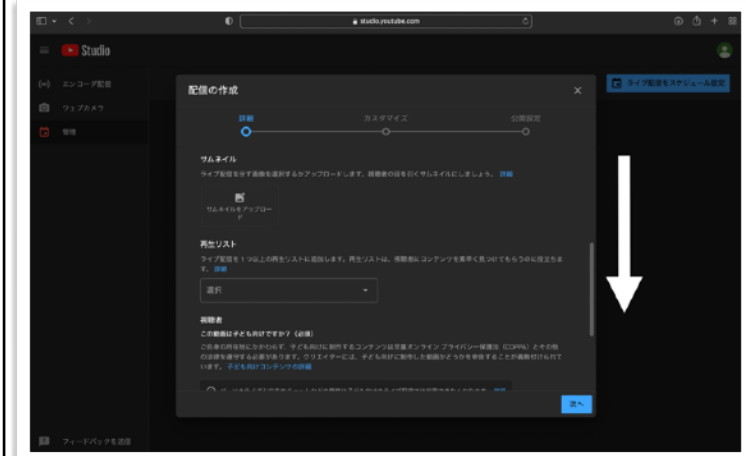 studio.youtube.com
Studio
エンコーダ配信
ウェブカメラ
管理
ライブ配信をスケジュール設定
配信の作成
詳細
カスタマイズ
公開設定
サムネイル
ライブ配信を示す画像を選択するかアップロードします。視聴者の目を引くサムネイルにしましょう。 詳細
サムネイルをアップロー
ド
再生リスト
ライブ配信を 1 つ以上の再生リストに追加します。再生リストは、視聴者にコンテンツを素早く見つけてもらうのに役立ちま
す。 詳細
選択
視聴者
この動画は子ども向けですか？（必須）
ご自身の所在地にかかわらず、子ども向けに制作するコンテンツは児童オンライン プライバシー保護法（COPPA）とその他
の法律を遵守する必要があります。クリエイターには、子ども向けに制作した動画かどうかを申告することが義務付けられて
います。 子ども向けコンテンツの詳細
次へ
フィードバックを送信